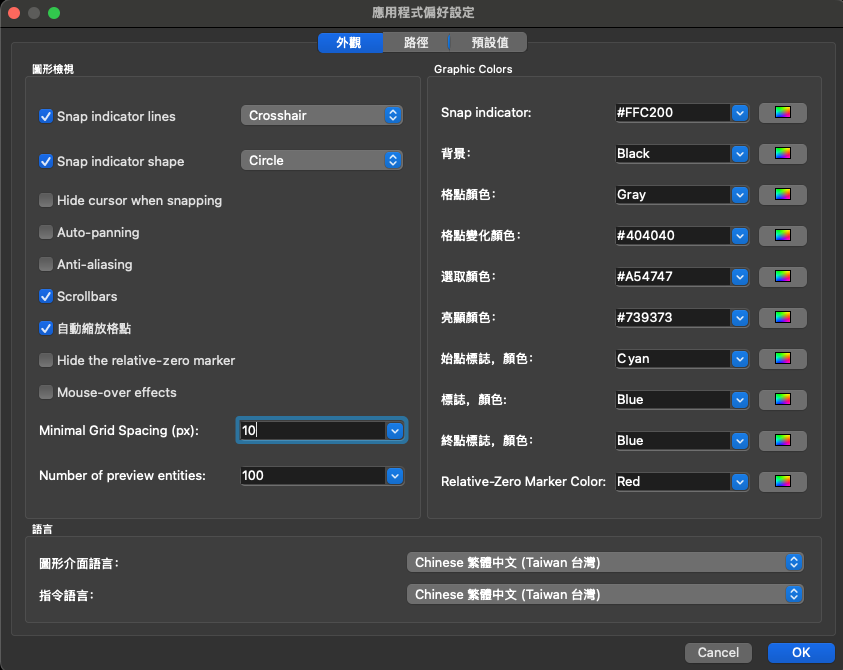 應用程式偏好設定
外觀 路徑 預設值
圖形檢視
Snap indicator lines Crosshair
Snap indicator shape Circle
Hide cursor when snapping
Auto-panning
Anti-aliasing
Scrollbars
自動縮放格點
Hide the relative-zero marker
Mouse-over effects
Minimal Grid Spacing (px): 10
Number of preview entities: 100
Graphic Colors
Snap indicator: #FFC200
背景: Black
格點顏色: Gray
格點變化顏色: #404040
選取顏色: #A54747
亮顯顏色: #739373
始點標誌，顏色: Cyan
標誌，顏色: Blue
終點標誌，顏色: Blue
Relative-Zero Marker Color: Red
語言
圖形介面語言: Chinese 繁體中文 (Taiwan 台灣)
指令語言: Chinese 繁體中文 (Taiwan 台灣)
Cancel OK